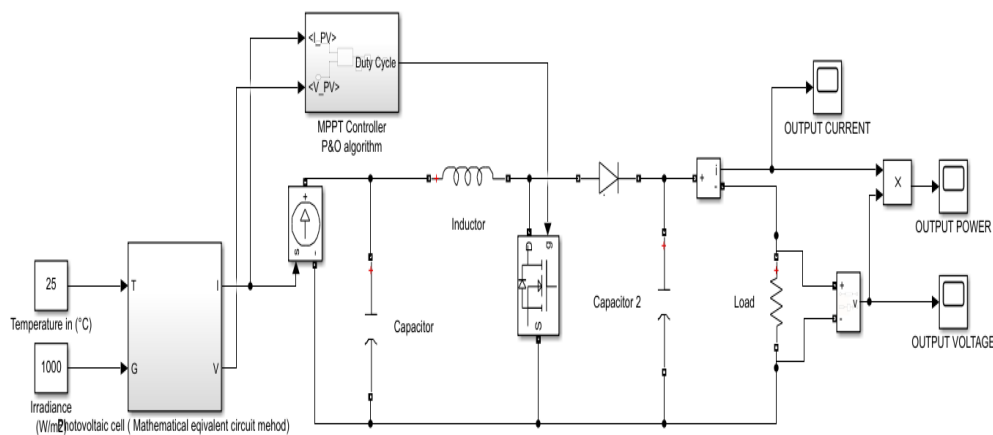 <I_PV>
<V_PV>
Duty Cycle
MPPT Controller
P&O algorithm
OUTPUT CURRENT
i
+
-
×
OUTPUT POWER
+
s
-
Inductor
g
D
S
25
T
I
Temperature in (°C)
Capacitor
Capacitor 2
Load
+
-
v
OUTPUT VOLTAGE
1000
G
V
Irradiance
(W/m2)
Photovoltaic cell ( Mathematical eqivalent circuit mehod)